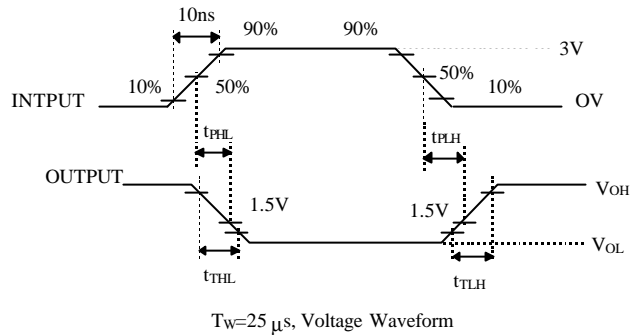 10ns
90% 90%
3V
10% 50% 50% 10%
INTPUT OV
tPHL tPLH
OUTPUT VOH
1.5V 1.5V
VOL
tTHL tTLH
TW=25 μs, Voltage Waveform